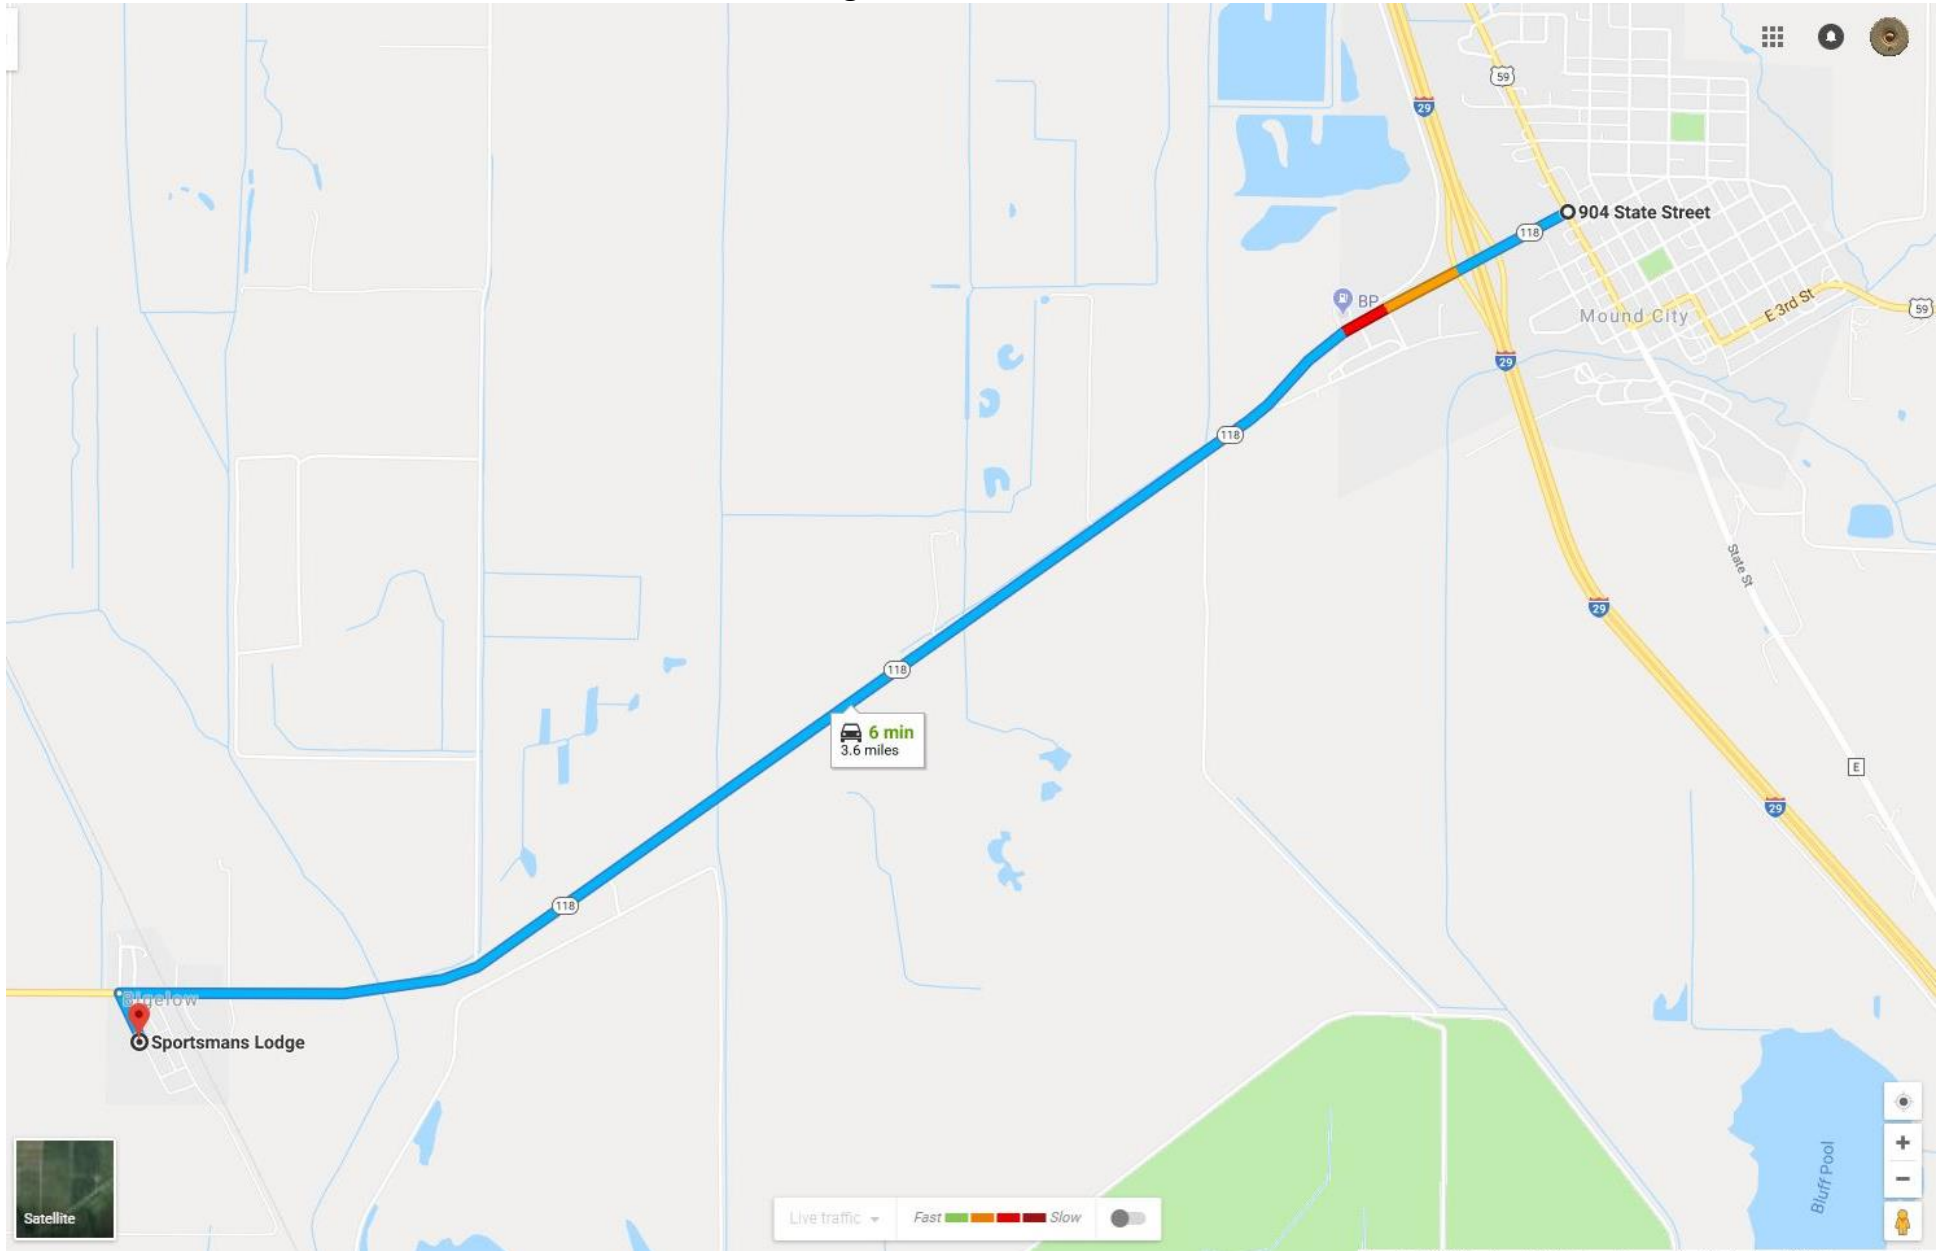 59
29
904 State Street
118
BP
Mound City
E 3rd St
59
29
118
State St
29
118
6 min
3.6 miles
E
29
118
Bigelow
Sportsmans Lodge
Bluff Pool
Satellite
Live traffic
Fast
Slow